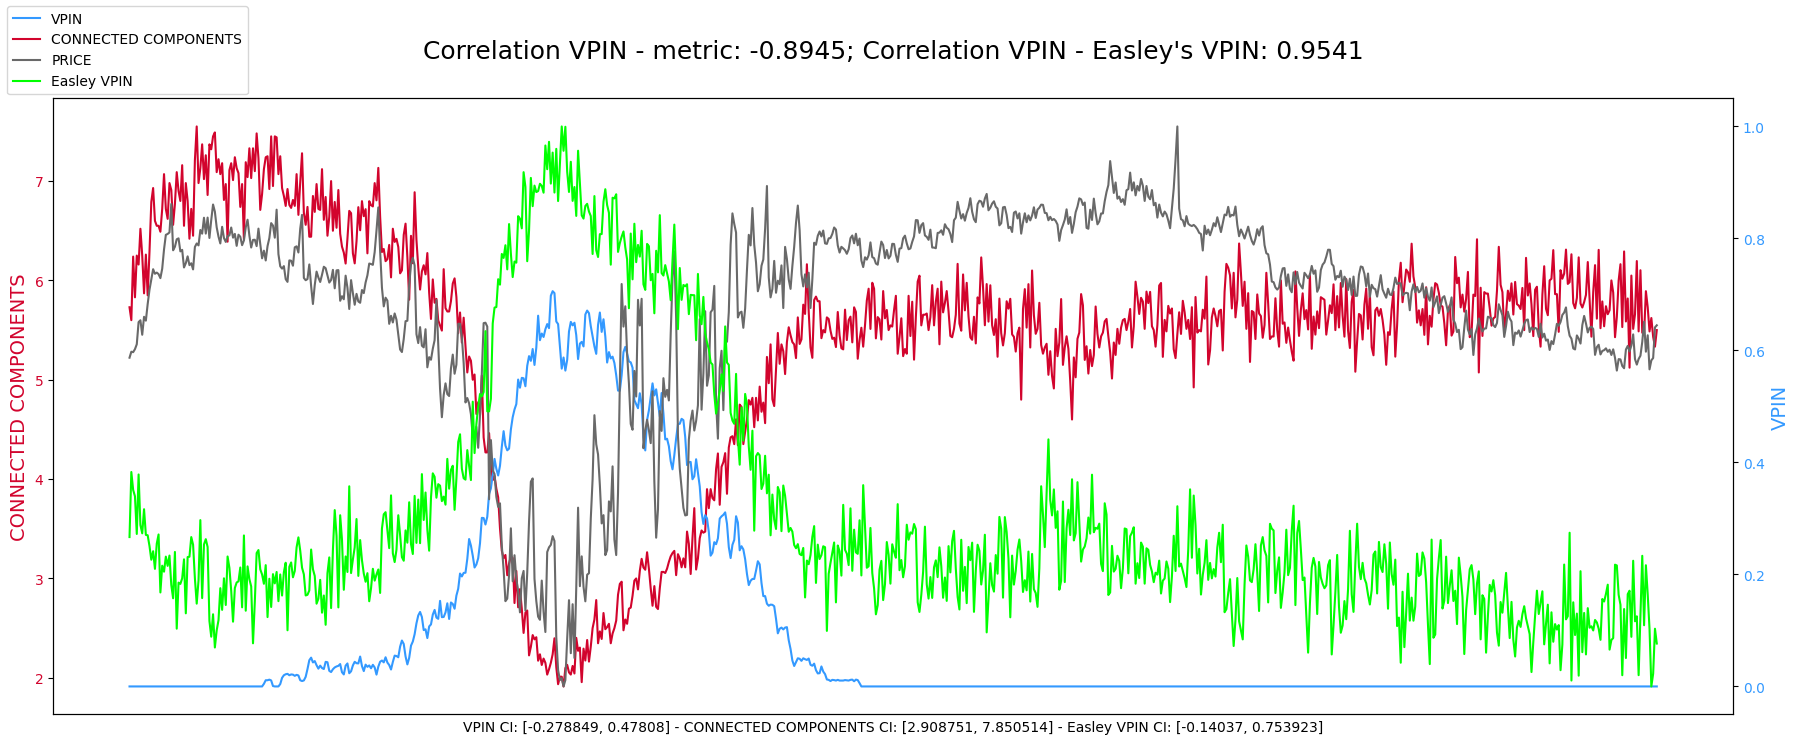 VPIN
CONNECTED COMPONENTS
PRICE
Easley VPIN
Correlation VPIN - metric: -0.8945; Correlation VPIN - Easley's VPIN: 0.9541
CONNECTED COMPONENTS
7
6
5
4
3
2
1.0
0.8
0.6
0.4
0.2
0.0
VPIN
VPIN CI: [-0.278849, 0.47808] - CONNECTED COMPONENTS CI: [2.908751, 7.850514] - Easley VPIN CI: [-0.14037, 0.753923]